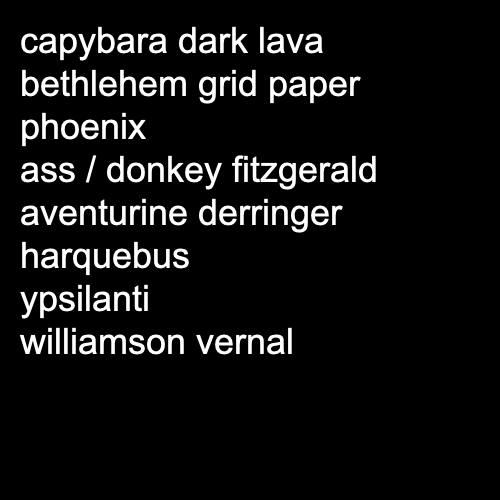 capybara dark lava
bethlehem grid paper
phoenix
ass / donkey fitzgerald
aventurine derringer
harquebus
ypsilanti
williamson vernal